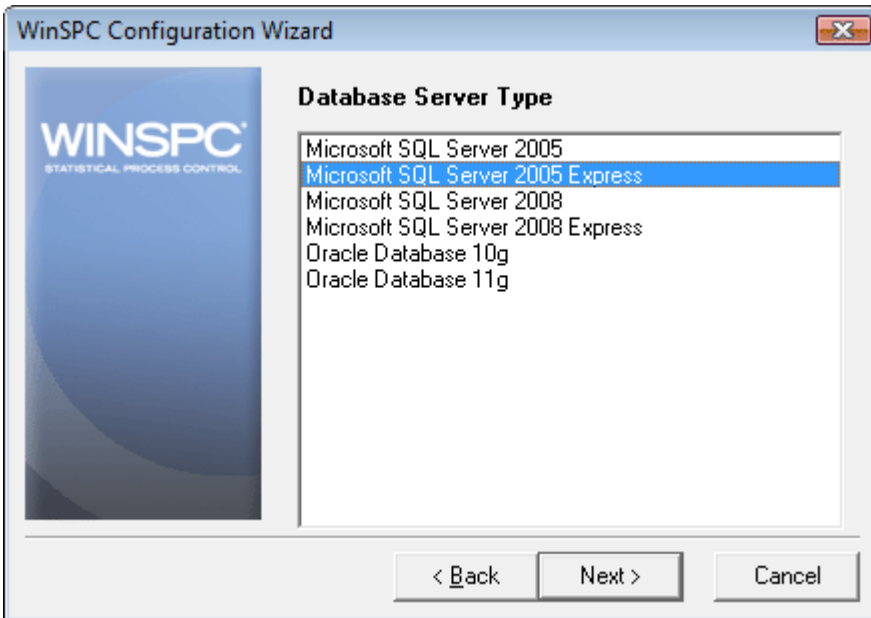 WinSPC Configuration Wizard
WINSPC
STATISTICAL PROCESS CONTROL
Database Server Type
Microsoft SQL Server 2005
Microsoft SQL Server 2005 Express
Microsoft SQL Server 2008
Microsoft SQL Server 2008 Express
Oracle Database 10g
Oracle Database 11g
< Back
Next >
Cancel